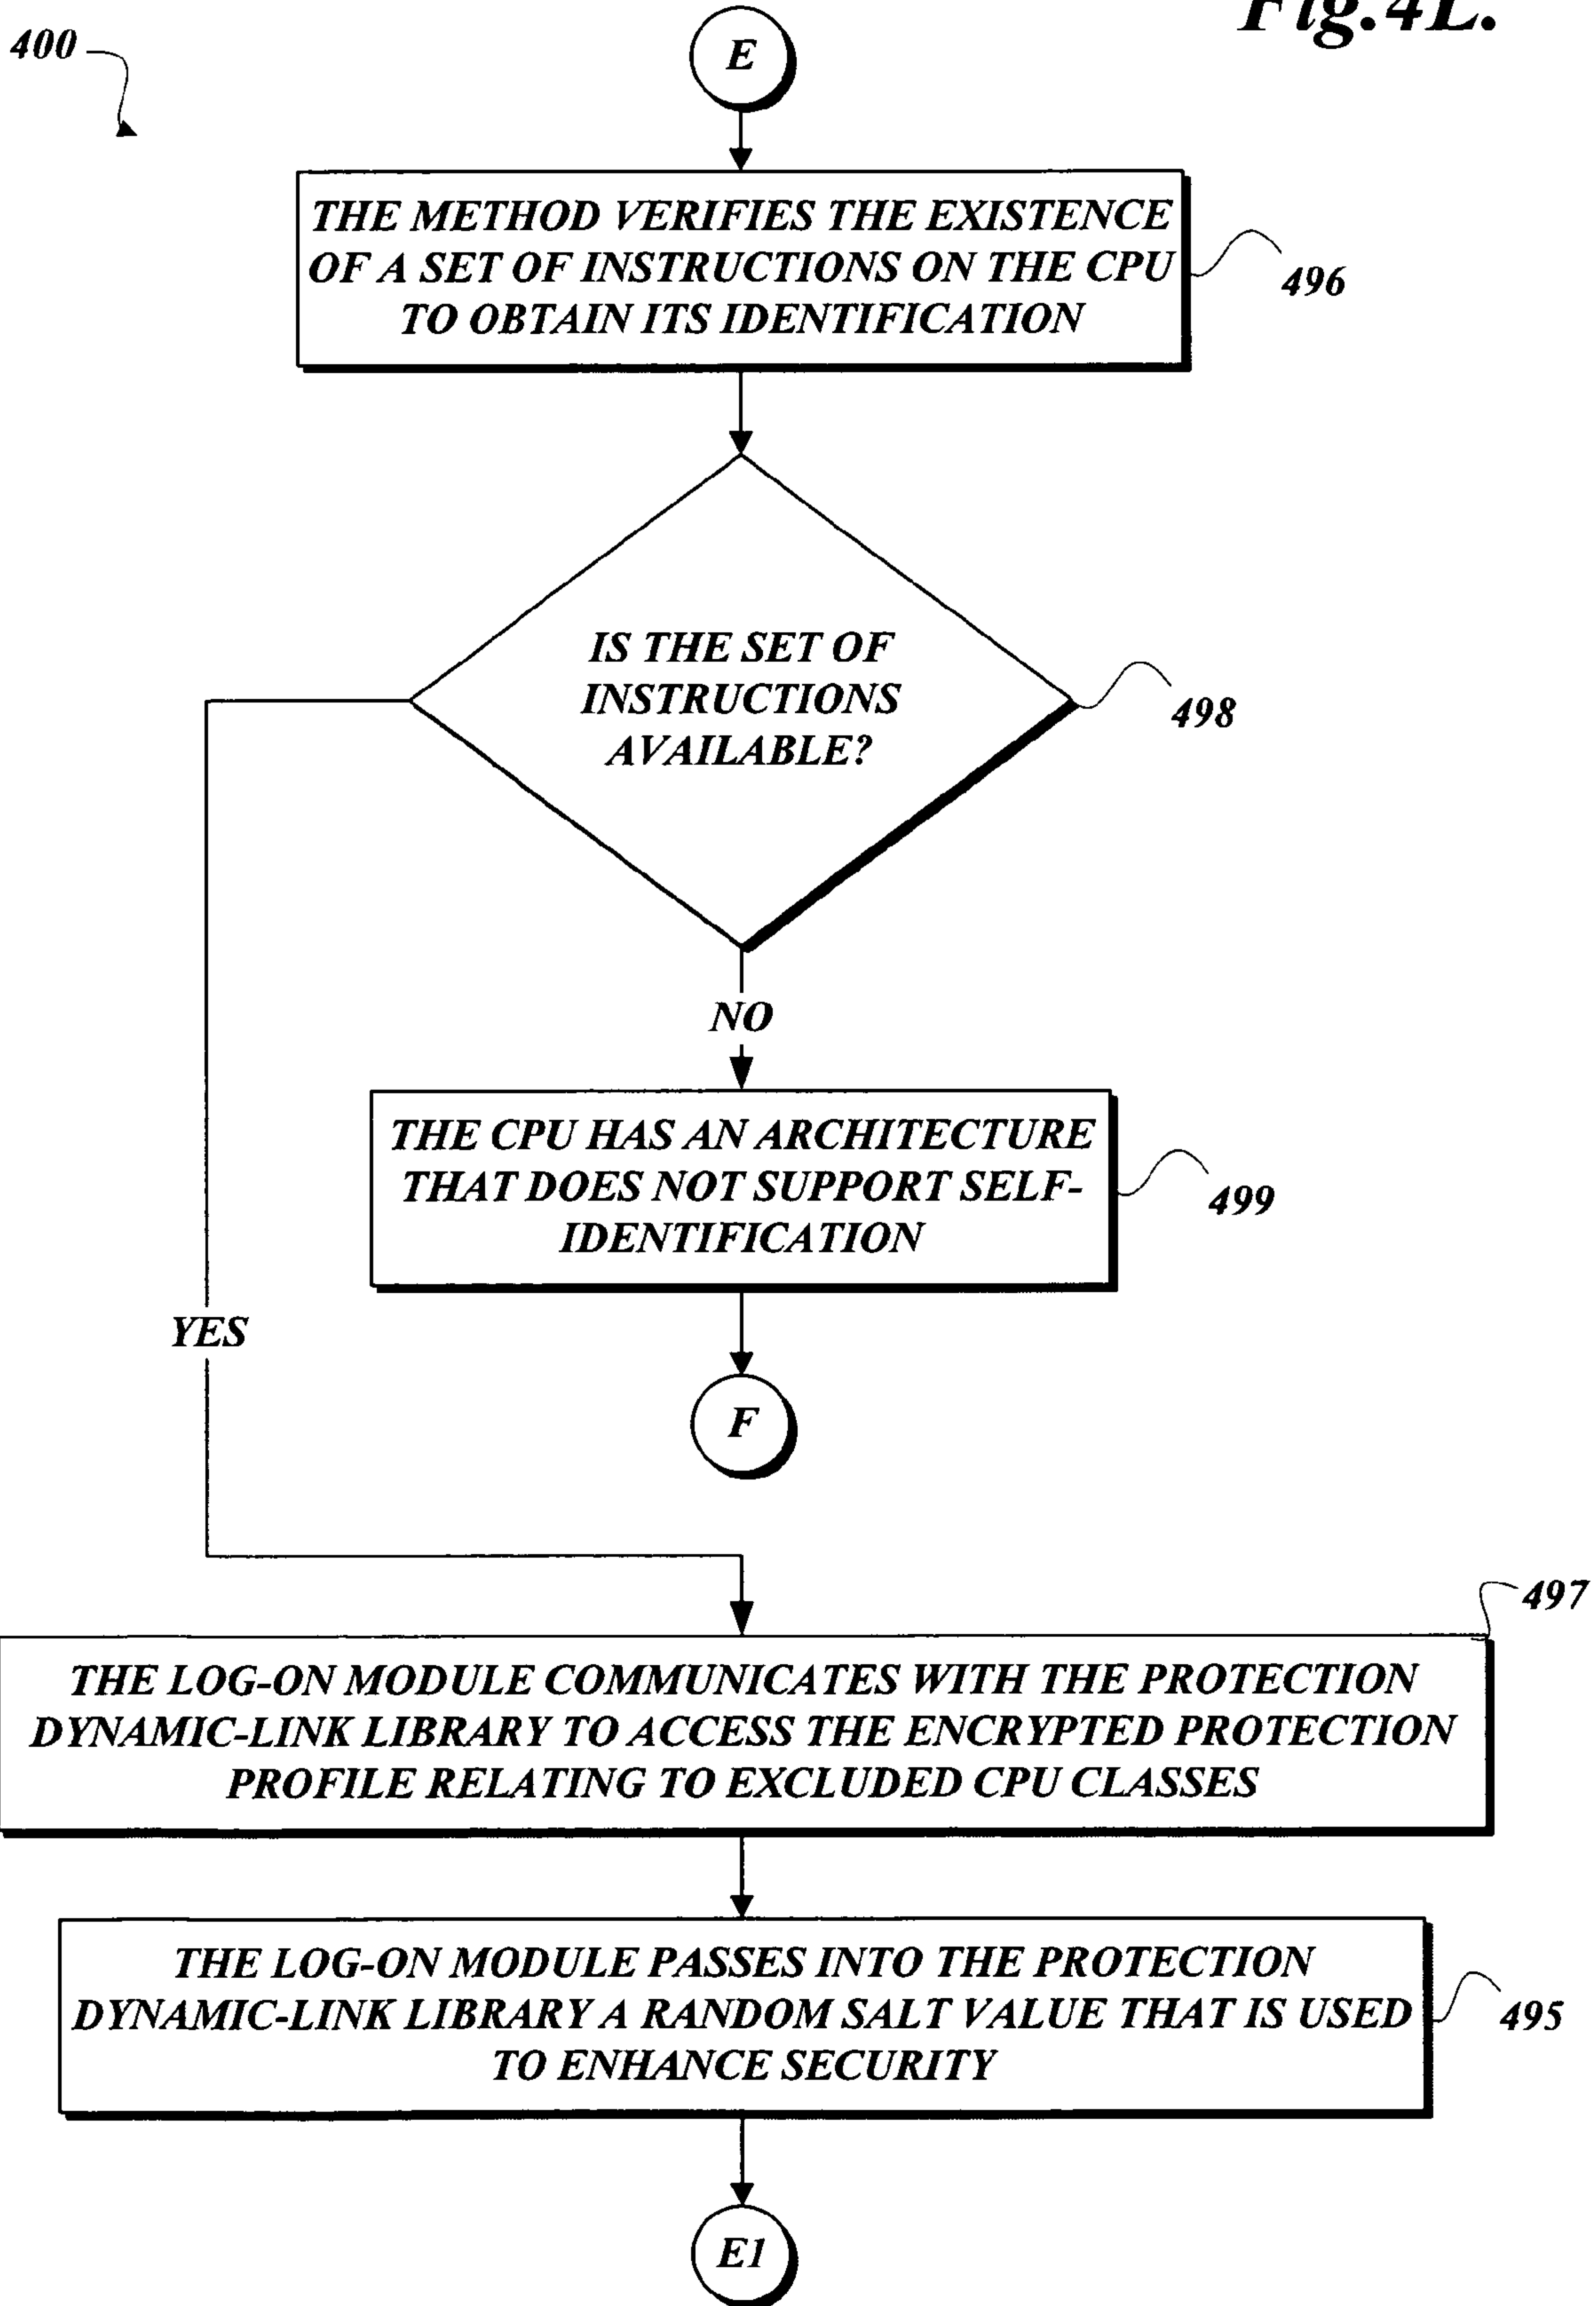 Fig.4L.
400
E
THE METHOD VERIFIES THE EXISTENCE
OF A SET OF INSTRUCTIONS ON THE CPU
TO OBTAIN ITS IDENTIFICATION
496
IS THE SET OF
INSTRUCTIONS
AVAILABLE?
498
NO
THE CPU HAS AN ARCHITECTURE
THAT DOES NOT SUPPORT SELF-
IDENTIFICATION
499
YES
F
497
THE LOG-ON MODULE COMMUNICATES WITH THE PROTECTION
DYNAMIC-LINK LIBRARY TO ACCESS THE ENCRYPTED PROTECTION
PROFILE RELATING TO EXCLUDED CPU CLASSES
THE LOG-ON MODULE PASSES INTO THE PROTECTION
DYNAMIC-LINK LIBRARY A RANDOM SALT VALUE THAT IS USED
TO ENHANCE SECURITY
495
E1